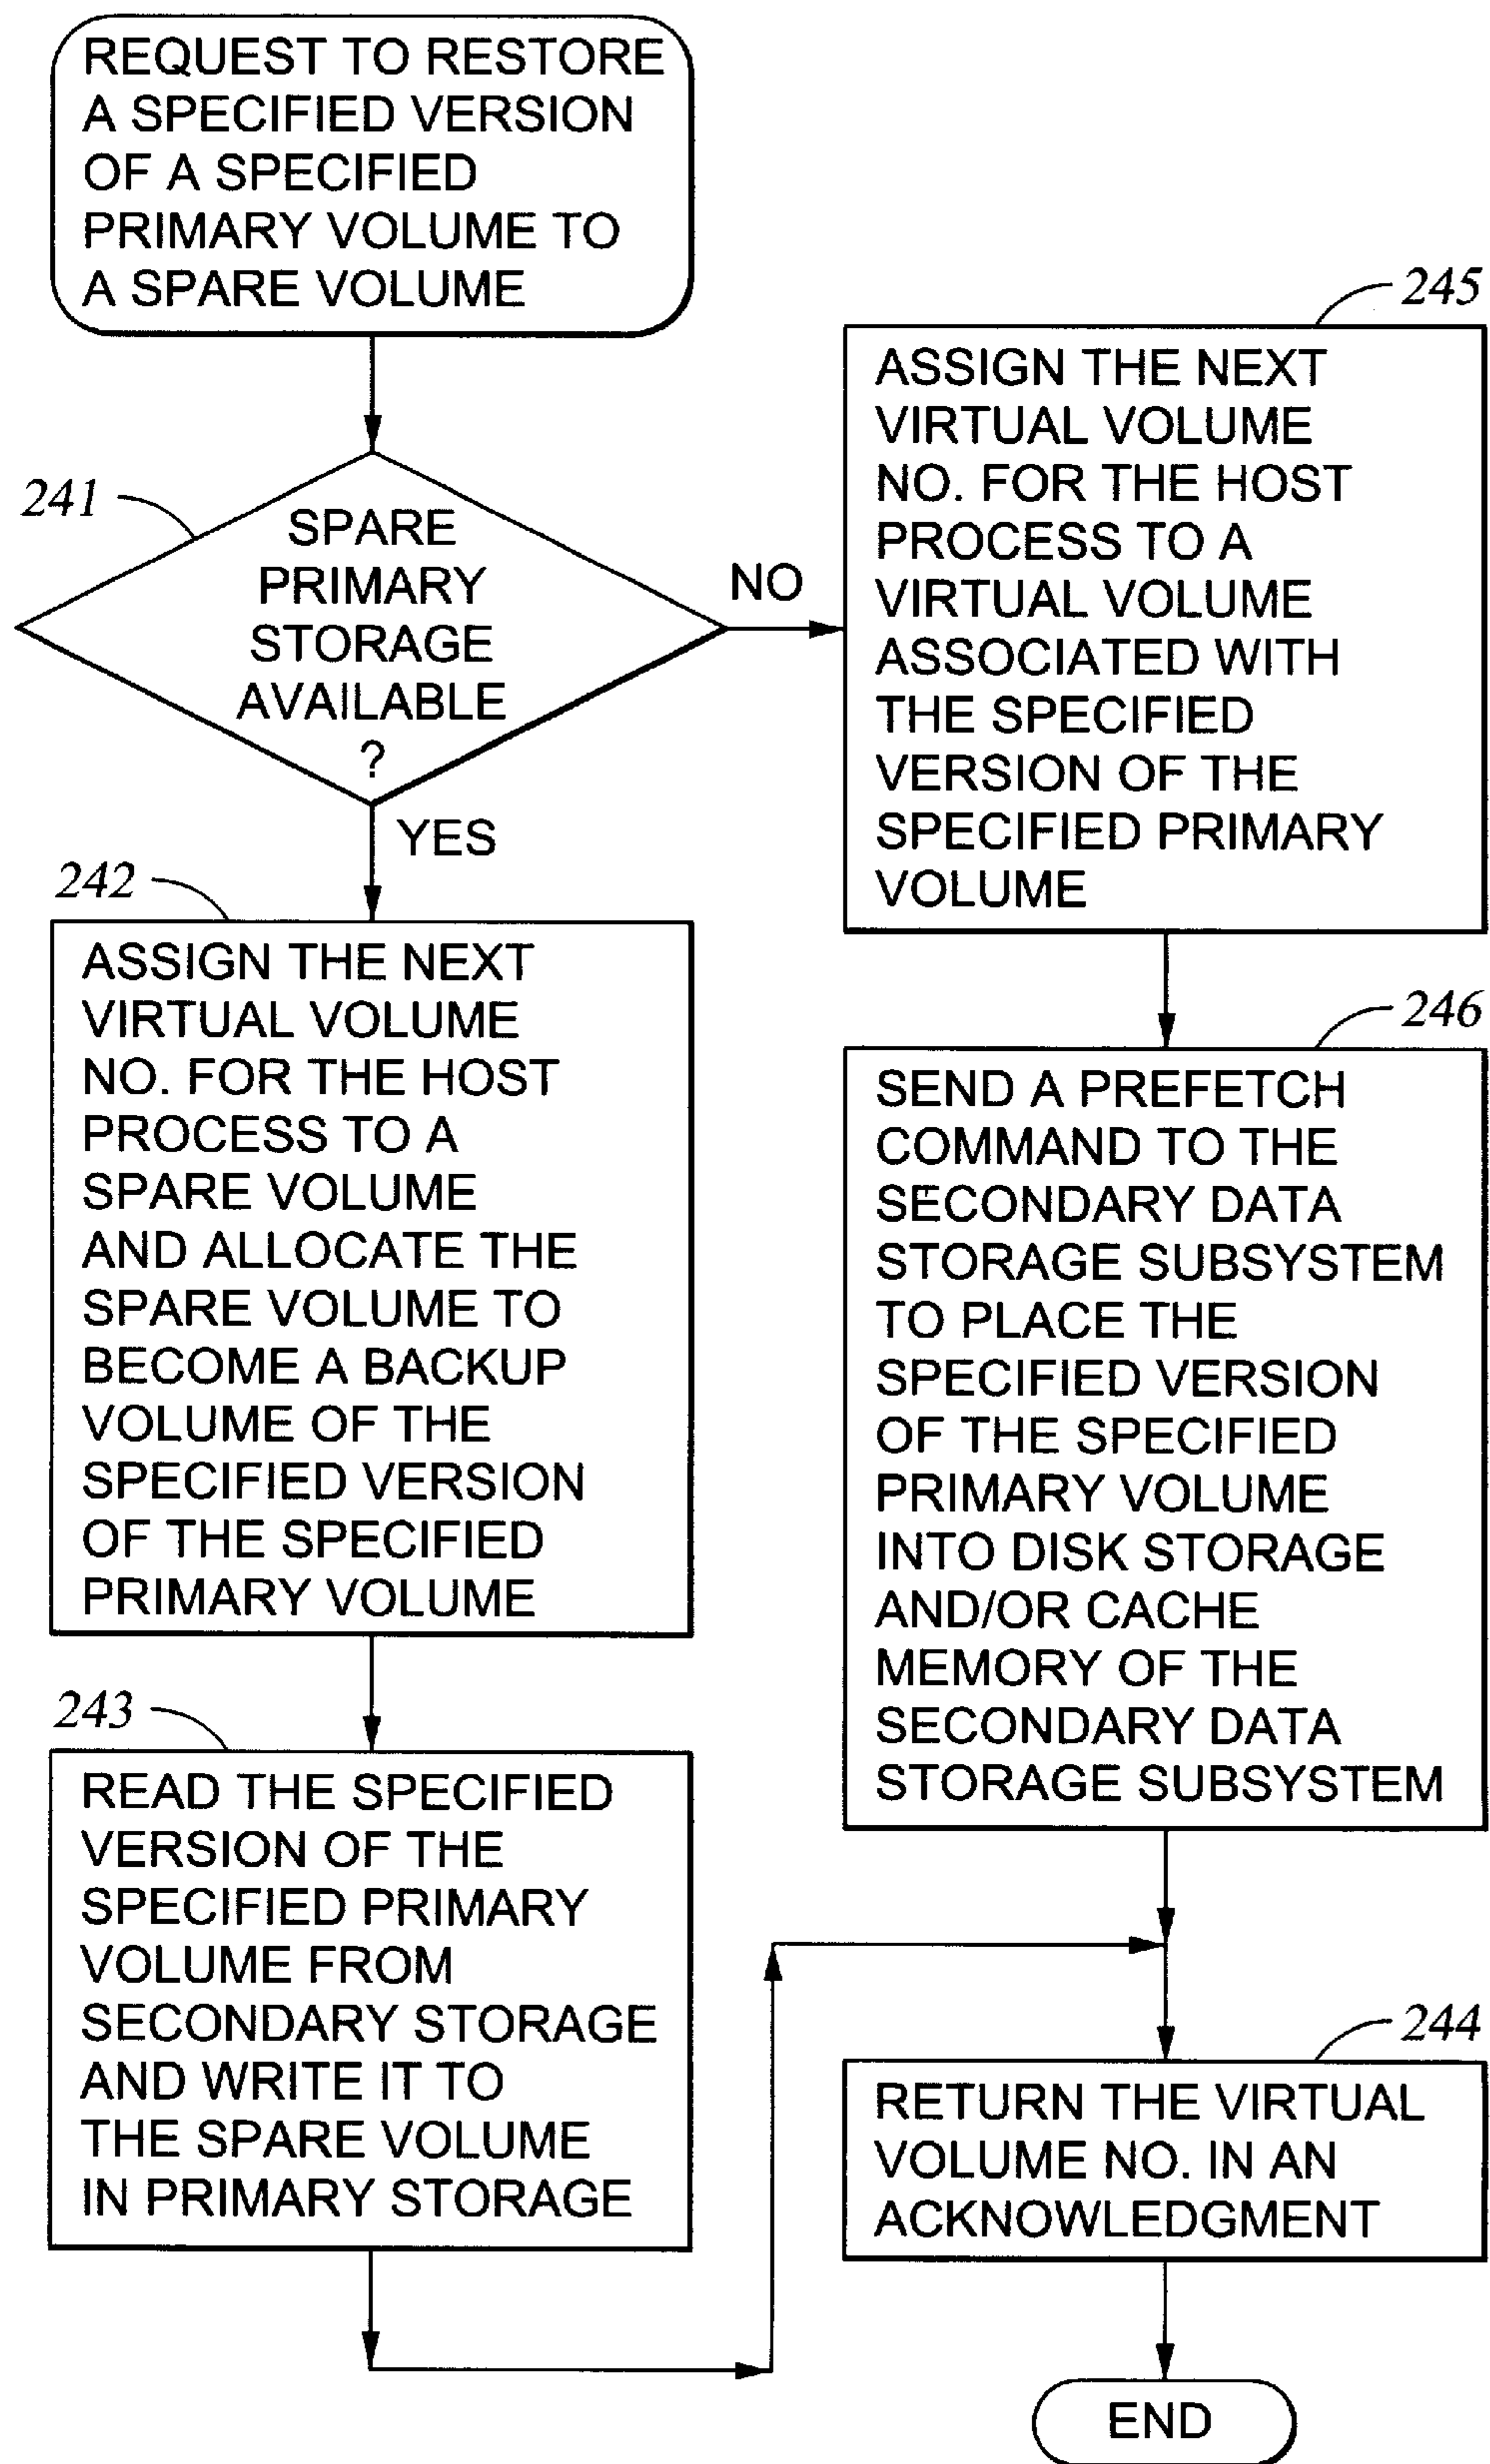 REQUEST TO RESTORE
A SPECIFIED VERSION
OF A SPECIFIED
PRIMARY VOLUME TO
A SPARE VOLUME
241
SPARE
PRIMARY
STORAGE
AVAILABLE
?
NO
YES
242
ASSIGN THE NEXT
VIRTUAL VOLUME
NO. FOR THE HOST
PROCESS TO A
SPARE VOLUME
AND ALLOCATE THE
SPARE VOLUME TO
BECOME A BACKUP
VOLUME OF THE
SPECIFIED VERSION
OF THE SPECIFIED
PRIMARY VOLUME
243
READ THE SPECIFIED
VERSION OF THE
SPECIFIED PRIMARY
VOLUME FROM
SECONDARY STORAGE
AND WRITE IT TO
THE SPARE VOLUME
IN PRIMARY STORAGE
245
ASSIGN THE NEXT
VIRTUAL VOLUME
NO. FOR THE HOST
PROCESS TO A
VIRTUAL VOLUME
ASSOCIATED WITH
THE SPECIFIED
VERSION OF THE
SPECIFIED PRIMARY
VOLUME
246
SEND A PREFETCH
COMMAND TO THE
SECONDARY DATA
STORAGE SUBSYSTEM
TO PLACE THE
SPECIFIED VERSION
OF THE SPECIFIED
PRIMARY VOLUME
INTO DISK STORAGE
AND/OR CACHE
MEMORY OF THE
SECONDARY DATA
STORAGE SUBSYSTEM
244
RETURN THE VIRTUAL
VOLUME NO. IN AN
ACKNOWLEDGMENT
END